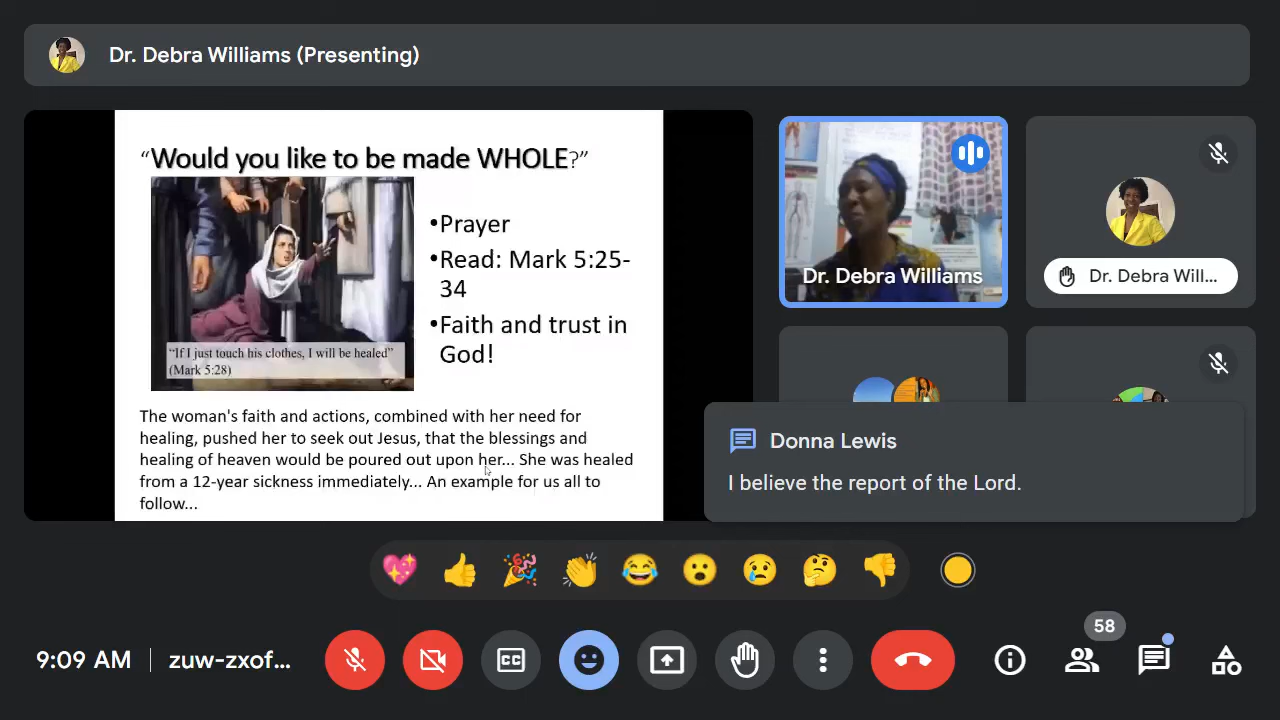 Dr. Debra Williams (Presenting)
“Would you like to be made WHOLE?”
•Prayer
•Read: Mark 5:25-
34
•Faith and trust in
God!
“If I just touch his clothes, I will be healed”
(Mark 5:28)
The woman's faith and actions, combined with her need for
healing, pushed her to seek out Jesus, that the blessings and
healing of heaven would be poured out upon her... She was healed
from a 12-year sickness immediately... An example for us all to
follow...
Dr. Debra Williams
Dr. Debra Will...
Donna Lewis
I believe the report of the Lord.
9:09 AM
zuw-zxof...
CC
58